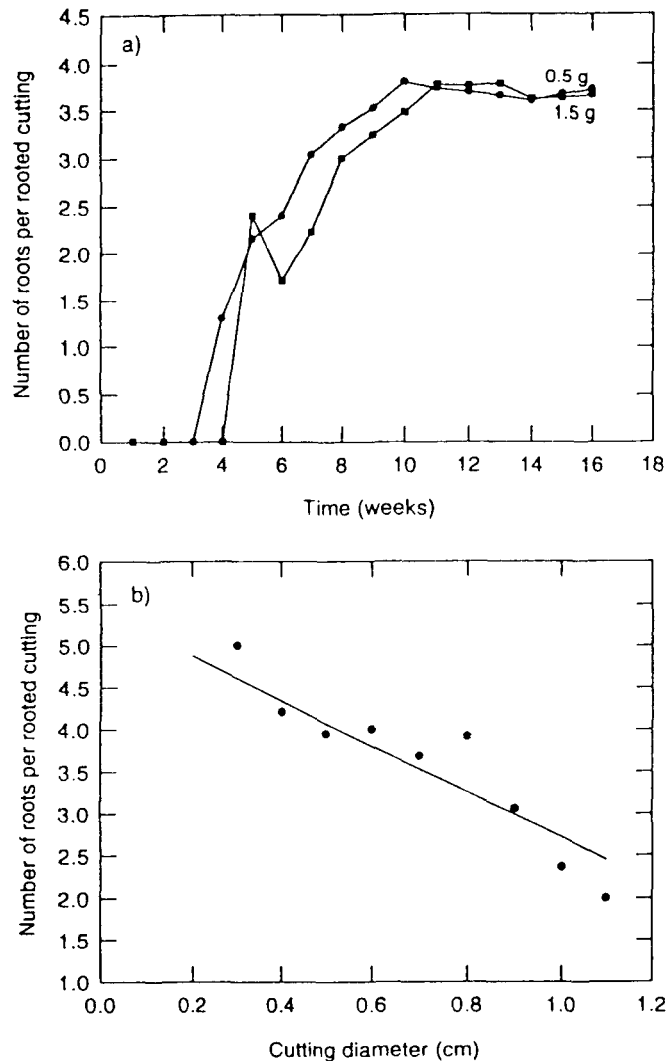 a)
Number of roots per rooted cutting
4.5
4.0
3.5
3.0
2.5
2.0
1.5
1.0
0.5
0.0
0.5 g
1.5 g
0 2 4 6 8 10 12 14 16 18
Time (weeks)
b)
Number of roots per rooted cutting
6.0
5.5
5.0
4.5
4.0
3.5
3.0
2.5
2.0
1.5
1.0
0.0 0.2 0.4 0.6 0.8 1.0 1.2
Cutting diameter (cm)